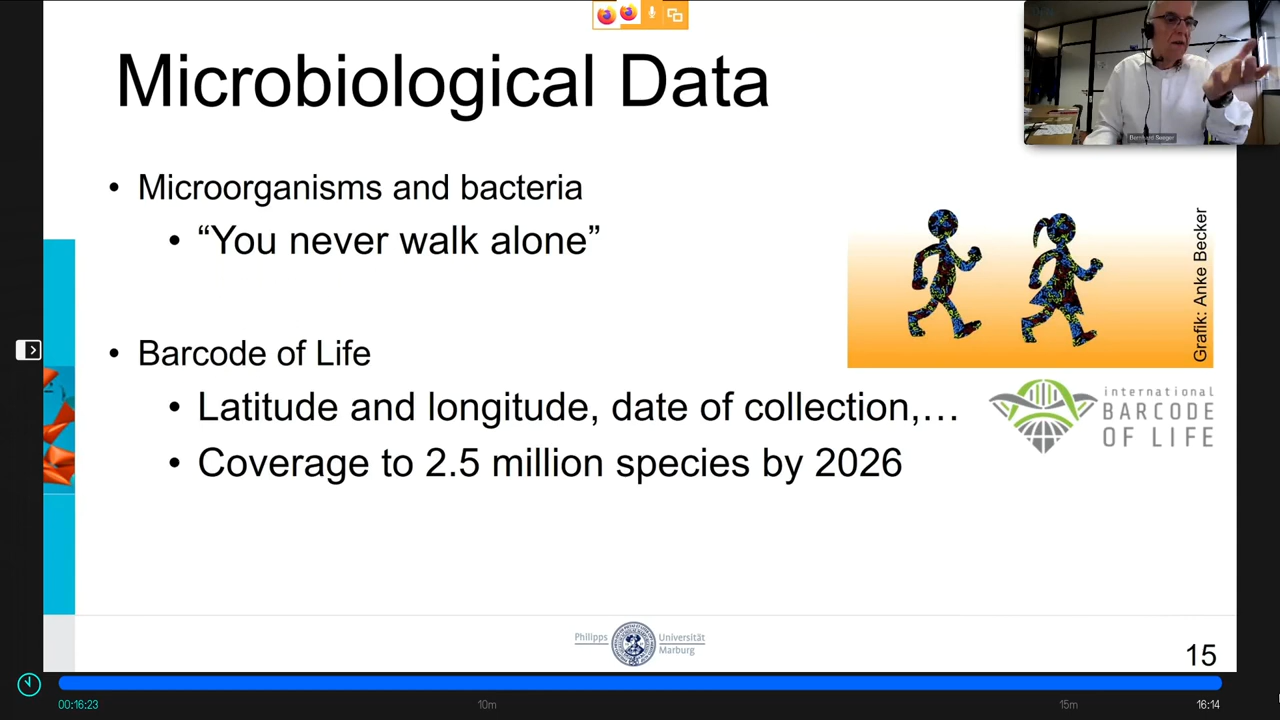 Microbiological Data
Bernhard Seeger
• Microorganisms and bacteria
• “You never walk alone”
Grafik: Anke Becker
• Barcode of Life
• Latitude and longitude, date of collection,…
• Coverage to 2.5 million species by 2026
international
BARCODE
OF LIFE
Philipps Universität
Marburg
15
00:16:23
10m
15m
16:14